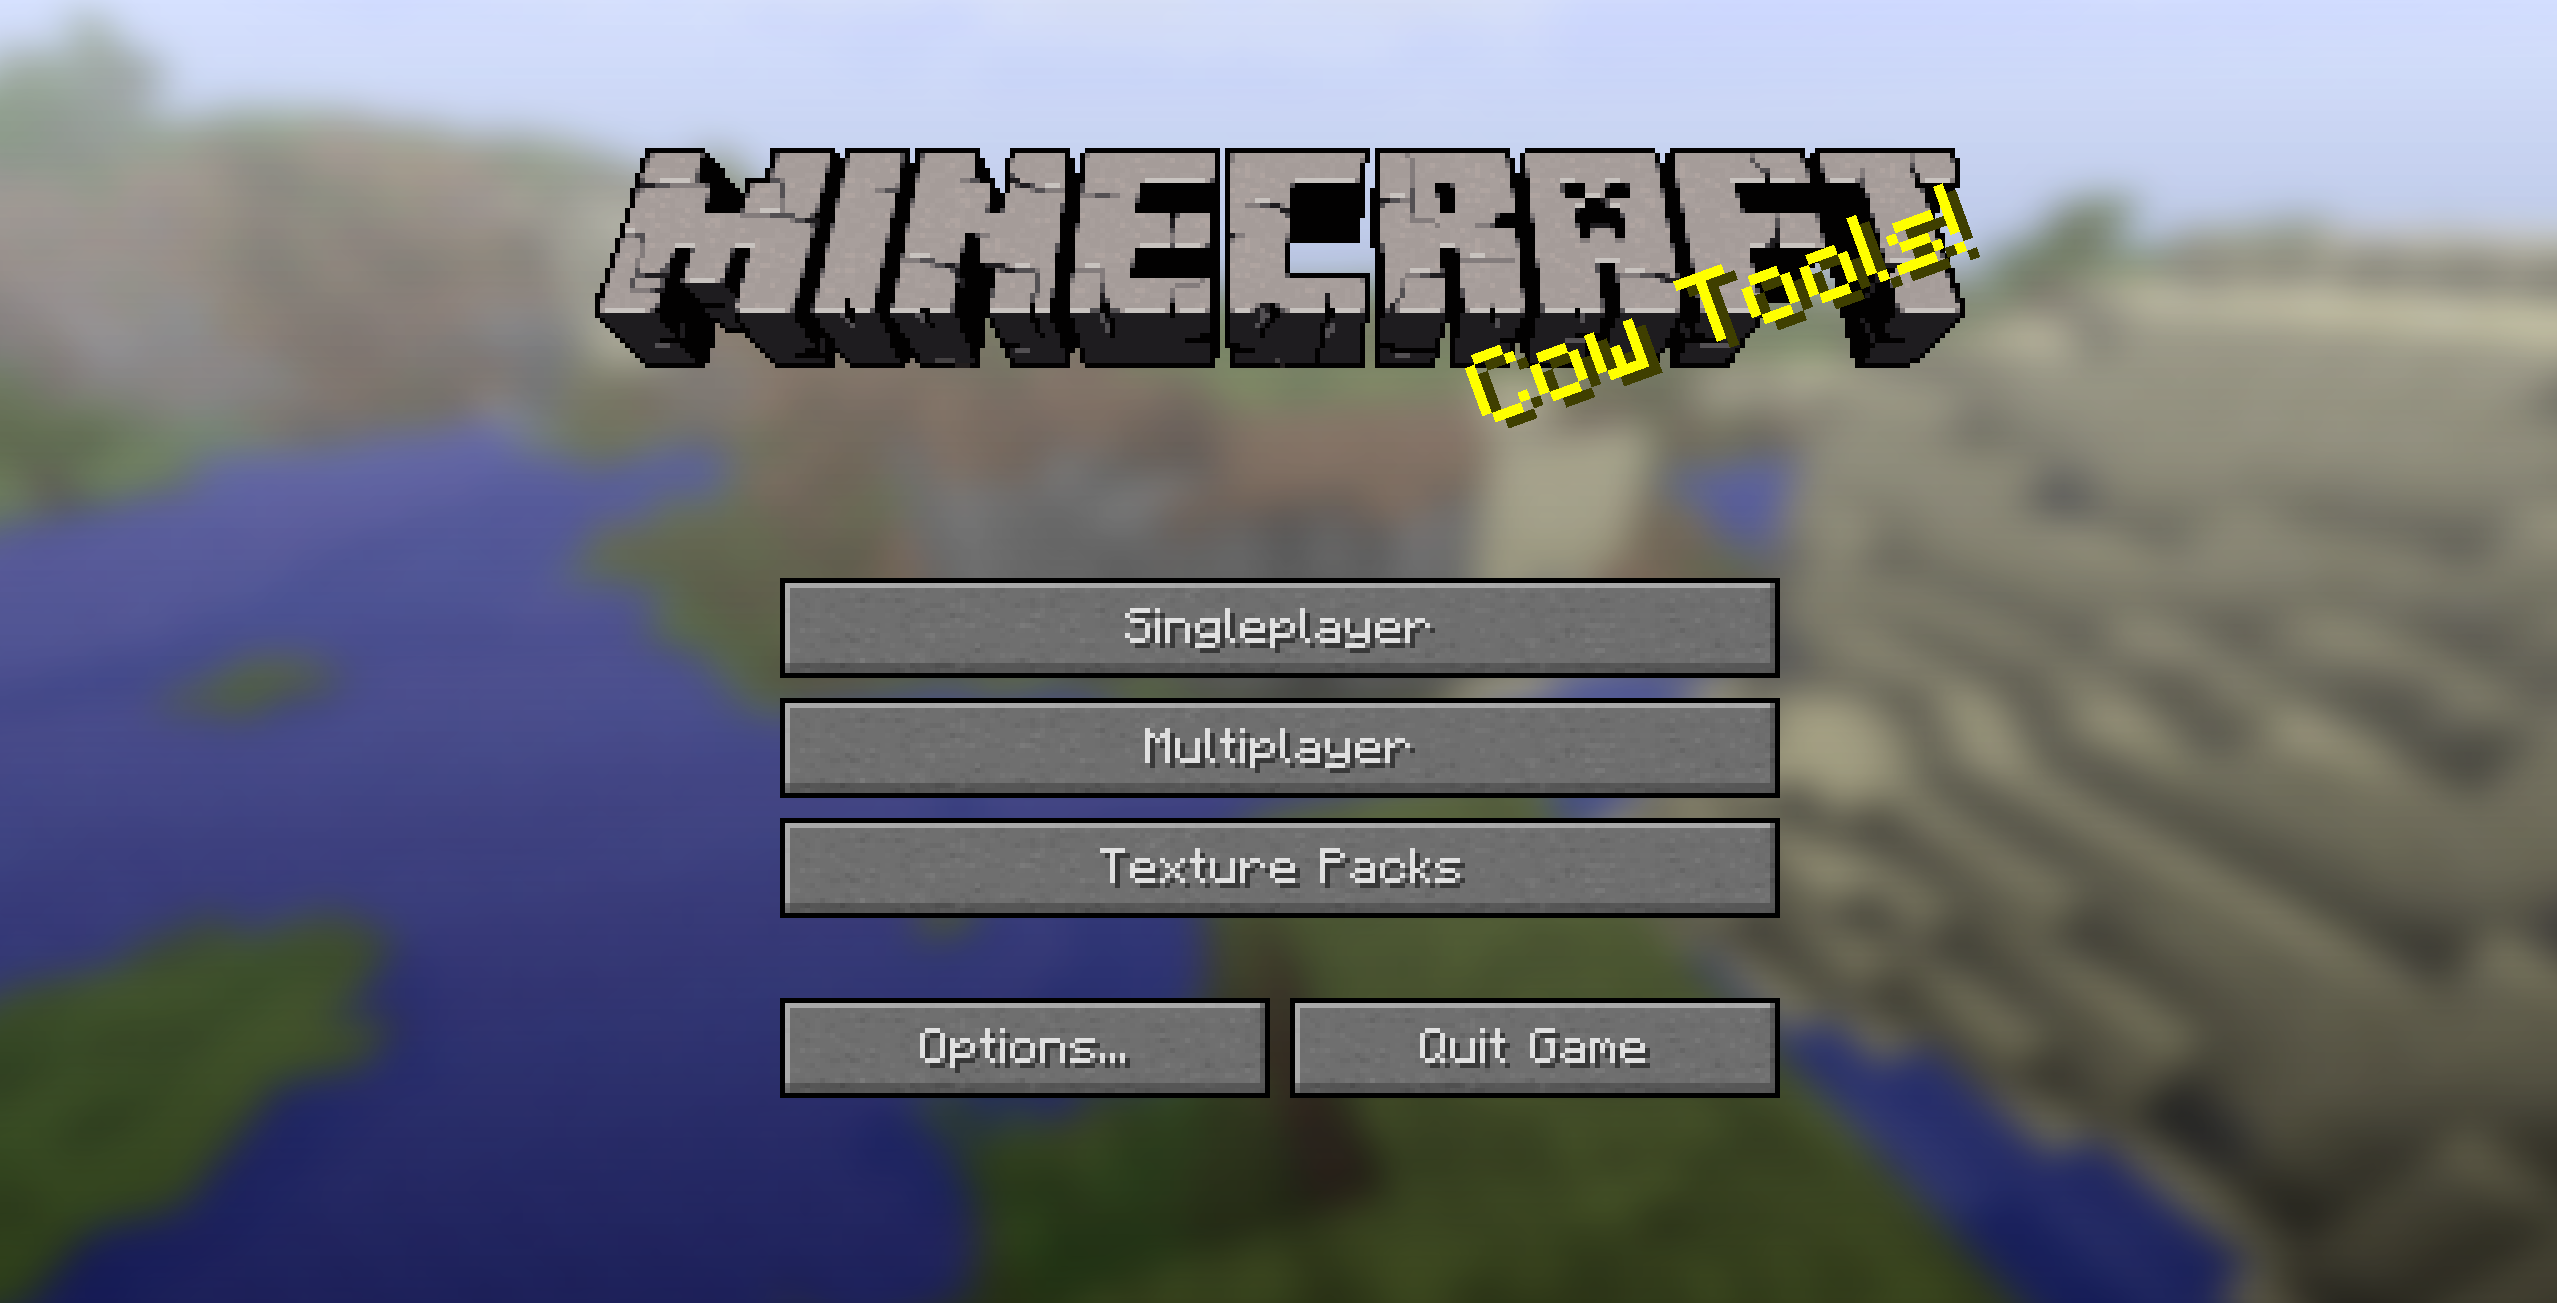 MINECRAFT
Cow Tools!
Singleplayer
Multiplayer
Texture Packs
Options...
Quit Game